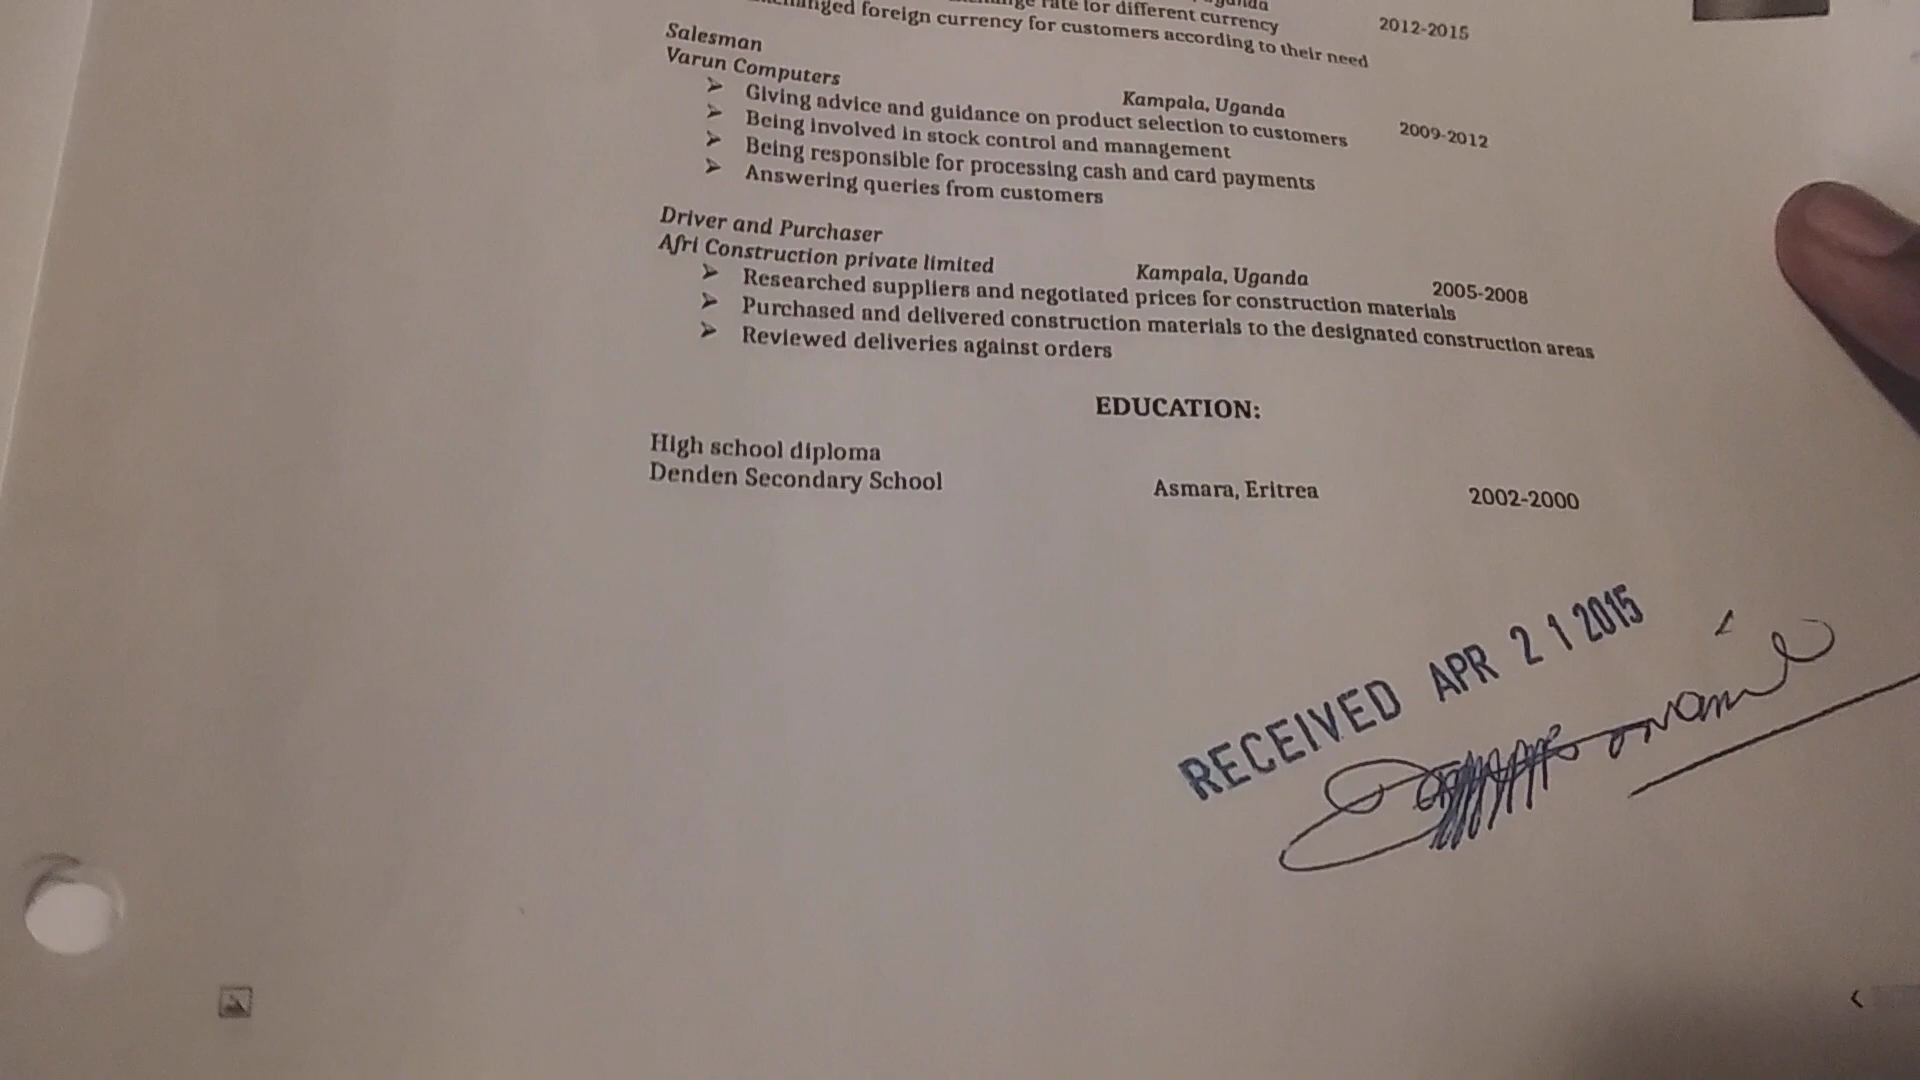 rate for different currency 2012-2015
foreign currency for customers according to their need
Salesman
Varun Computers Kampala, Uganda 2009-2012
➢ Giving advice and guidance on product selection to customers
➢ Being involved in stock control and management
➢ Being responsible for processing cash and card payments
➢ Answering queries from customers
Driver and Purchaser
Afri Construction private limited Kampala, Uganda 2005-2008
➢ Researched suppliers and negotiated prices for construction materials
➢ Purchased and delivered construction materials to the designated construction areas
➢ Reviewed deliveries against orders
EDUCATION:
High school diploma
Denden Secondary School Asmara, Eritrea 2002-2000
RECEIVED APR 21 2015